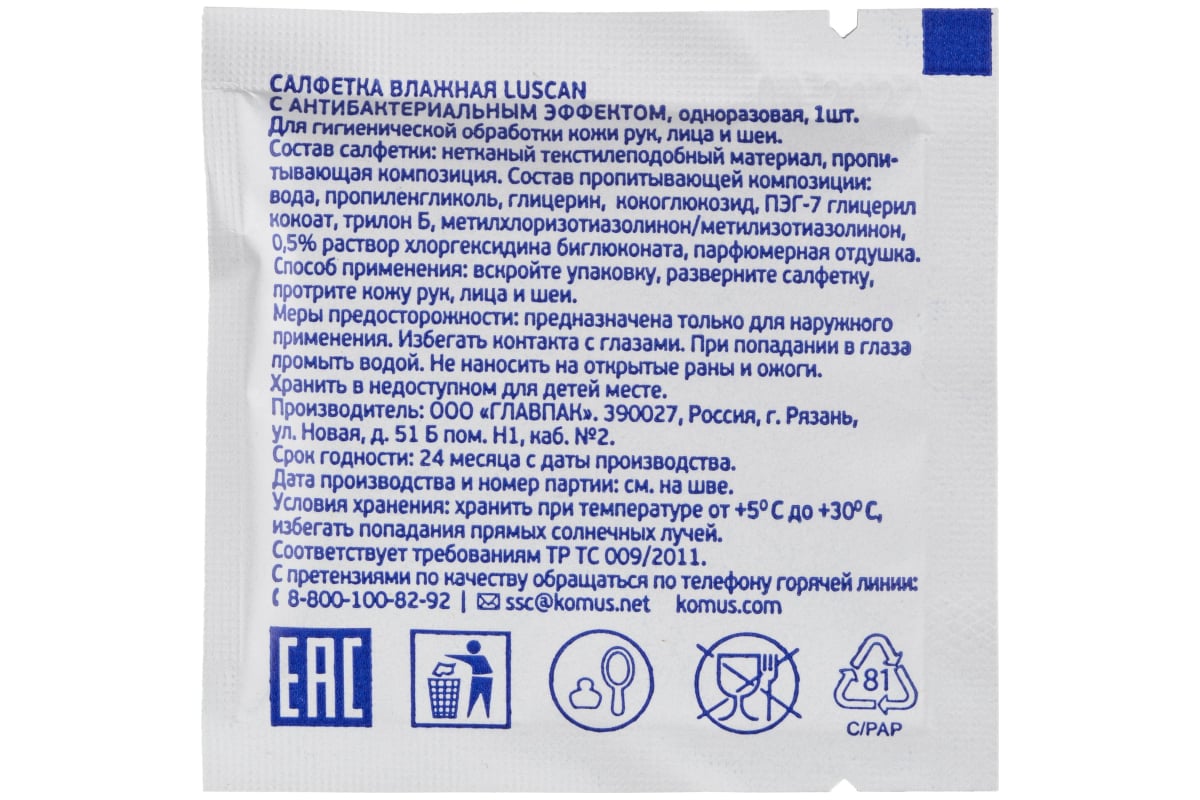 САЛФЕТКА ВЛАЖНАЯ LUSCAN
С АНТИБАКТЕРИАЛЬНЫМ ЭФФЕКТОМ, одноразовая, 1шт.
Для гигиенической обработки кожи рук, лица и шеи.
Состав салфетки: нетканый текстилеподобный материал, пропи-
тывающая композиция. Состав пропитывающей композиции:
вода, пропиленгликоль, глицерин, кокоглюкозид, ПЭГ-7 глицерил
кокоат, трилон Б, метилхлоризотиазолинон/метилизотиазолинон,
0,5% раствор хлоргексидина биглюконата, парфюмерная отдушка.
Способ применения: вскройте упаковку, разверните салфетку,
протрите кожу рук, лица и шеи.
Меры предосторожности: предназначена только для наружного
применения. Избегать контакта с глазами. При попадании в глаза
промыть водой. Не наносить на открытые раны и ожоги.
Хранить в недоступном для детей месте.
Производитель: ООО «ГЛАВПАК». 390027, Россия, г. Рязань,
ул. Новая, д. 51 Б пом. Н1, каб. №2.
Срок годности: 24 месяца с даты производства.
Дата производства и номер партии: см. на шве.
Условия хранения: хранить при температуре от +5⁰ С до +30⁰ С,
избегать попадания прямых солнечных лучей.
Соответствует требованиям ТР ТС 009/2011.
С претензиями по качеству обращаться по телефону горячей линии:
8-800-100-82-92 | ssc@komus.net komus.com
EAC
81
C/PAP